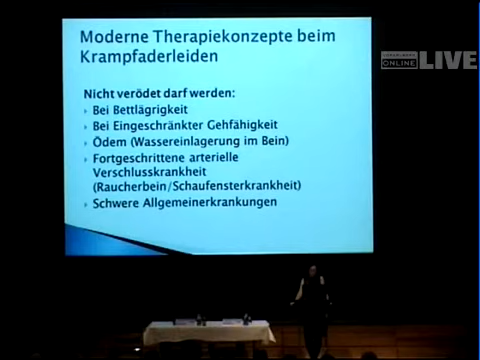 Moderne Therapiekonzepte beim
Krampfaderleiden
Nicht verödet darf werden:
Bei Bettlägrigkeit
Bei Eingeschränkter Gehfähigkeit
Ödem (Wassereinlagerung im Bein)
Fortgeschrittene arterielle
Verschlusskrankheit
(Raucherbein/Schaufensterkrankheit)
Schwere Allgemeinerkrankungen
ONLINE LIVE